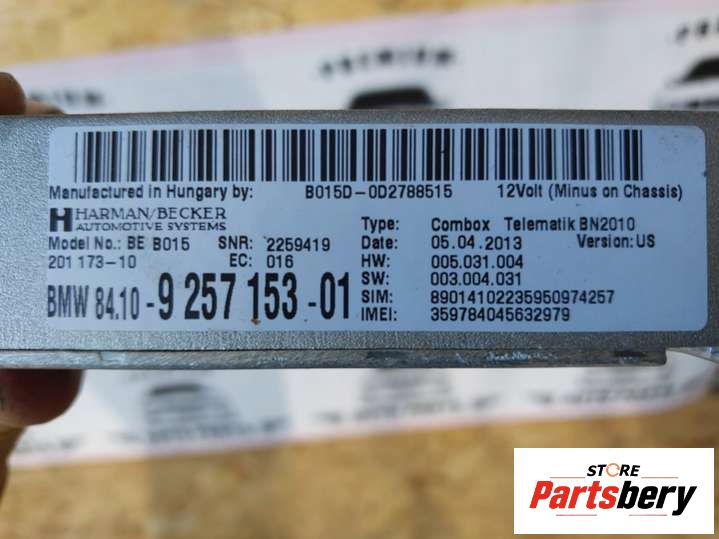 PREMIUM
Manufactured in Hungary by: B015D-0D2788515 12Volt (Minus on Chassis)
HARMAN/BECKER
AUTOMOTIVE SYSTEMS
Model No.: BE B015 SNR: 2259419
201 173-10 EC: 016
BMW 84.10-9 257 153-01
Type: Combox Telematik BN2010
Date: 05.04.2013 Version: US
HW: 005.031.004
SW: 003.004.031
SIM: 89014102235950974257
IMEI: 359784045632979
STORE
Partsbery